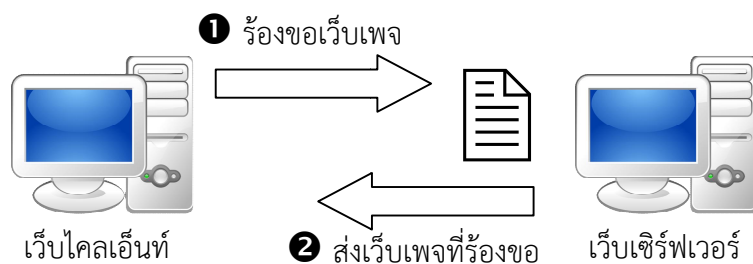 ❶ ร้องขอเว็บเพจ
เว็บไคลเอ็นท์
❷ ส่งเว็บเพจที่ร้องขอ
เว็บเซิร์ฟเวอร์